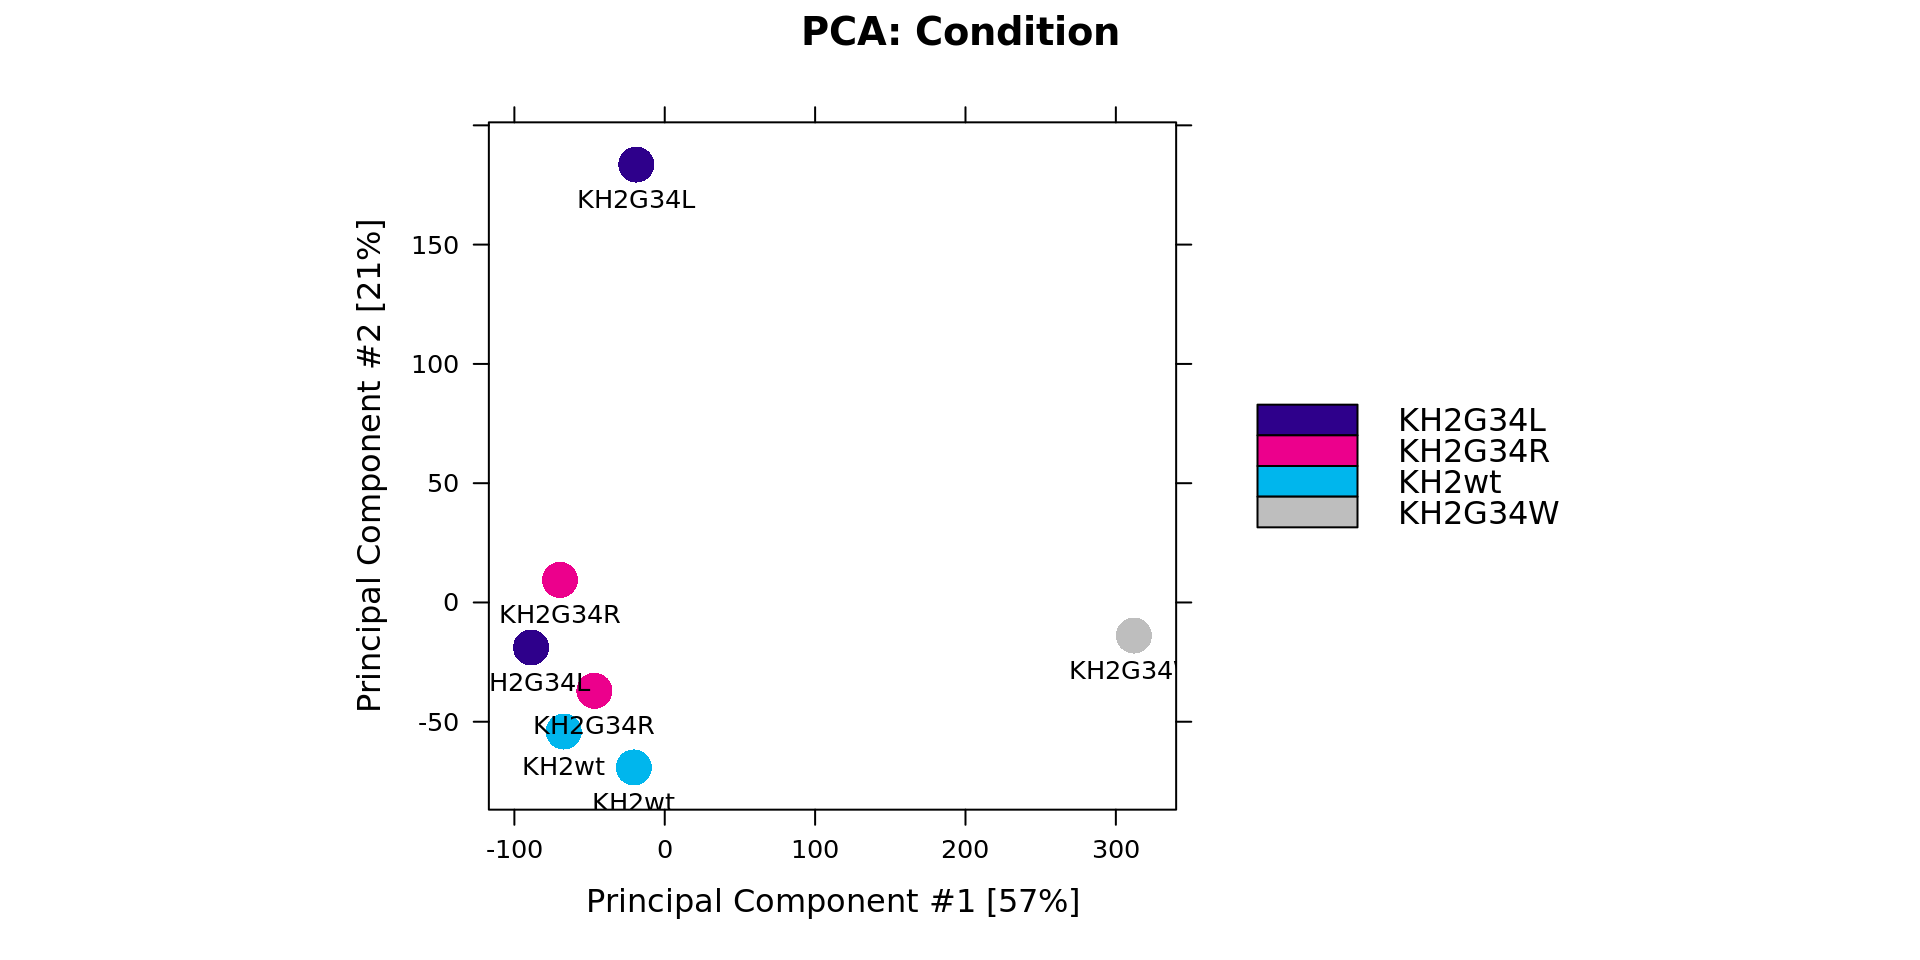 PCA: Condition
Principal Component #2 [21%]
150
100
50
0
-50
KH2G34L
KH2G34R
H2G34L
KH2G34R
KH2wt
KH2wt
KH2G34
-100
0
100
200
300
Principal Component #1 [57%]
KH2G34L
KH2G34R
KH2wt
KH2G34W